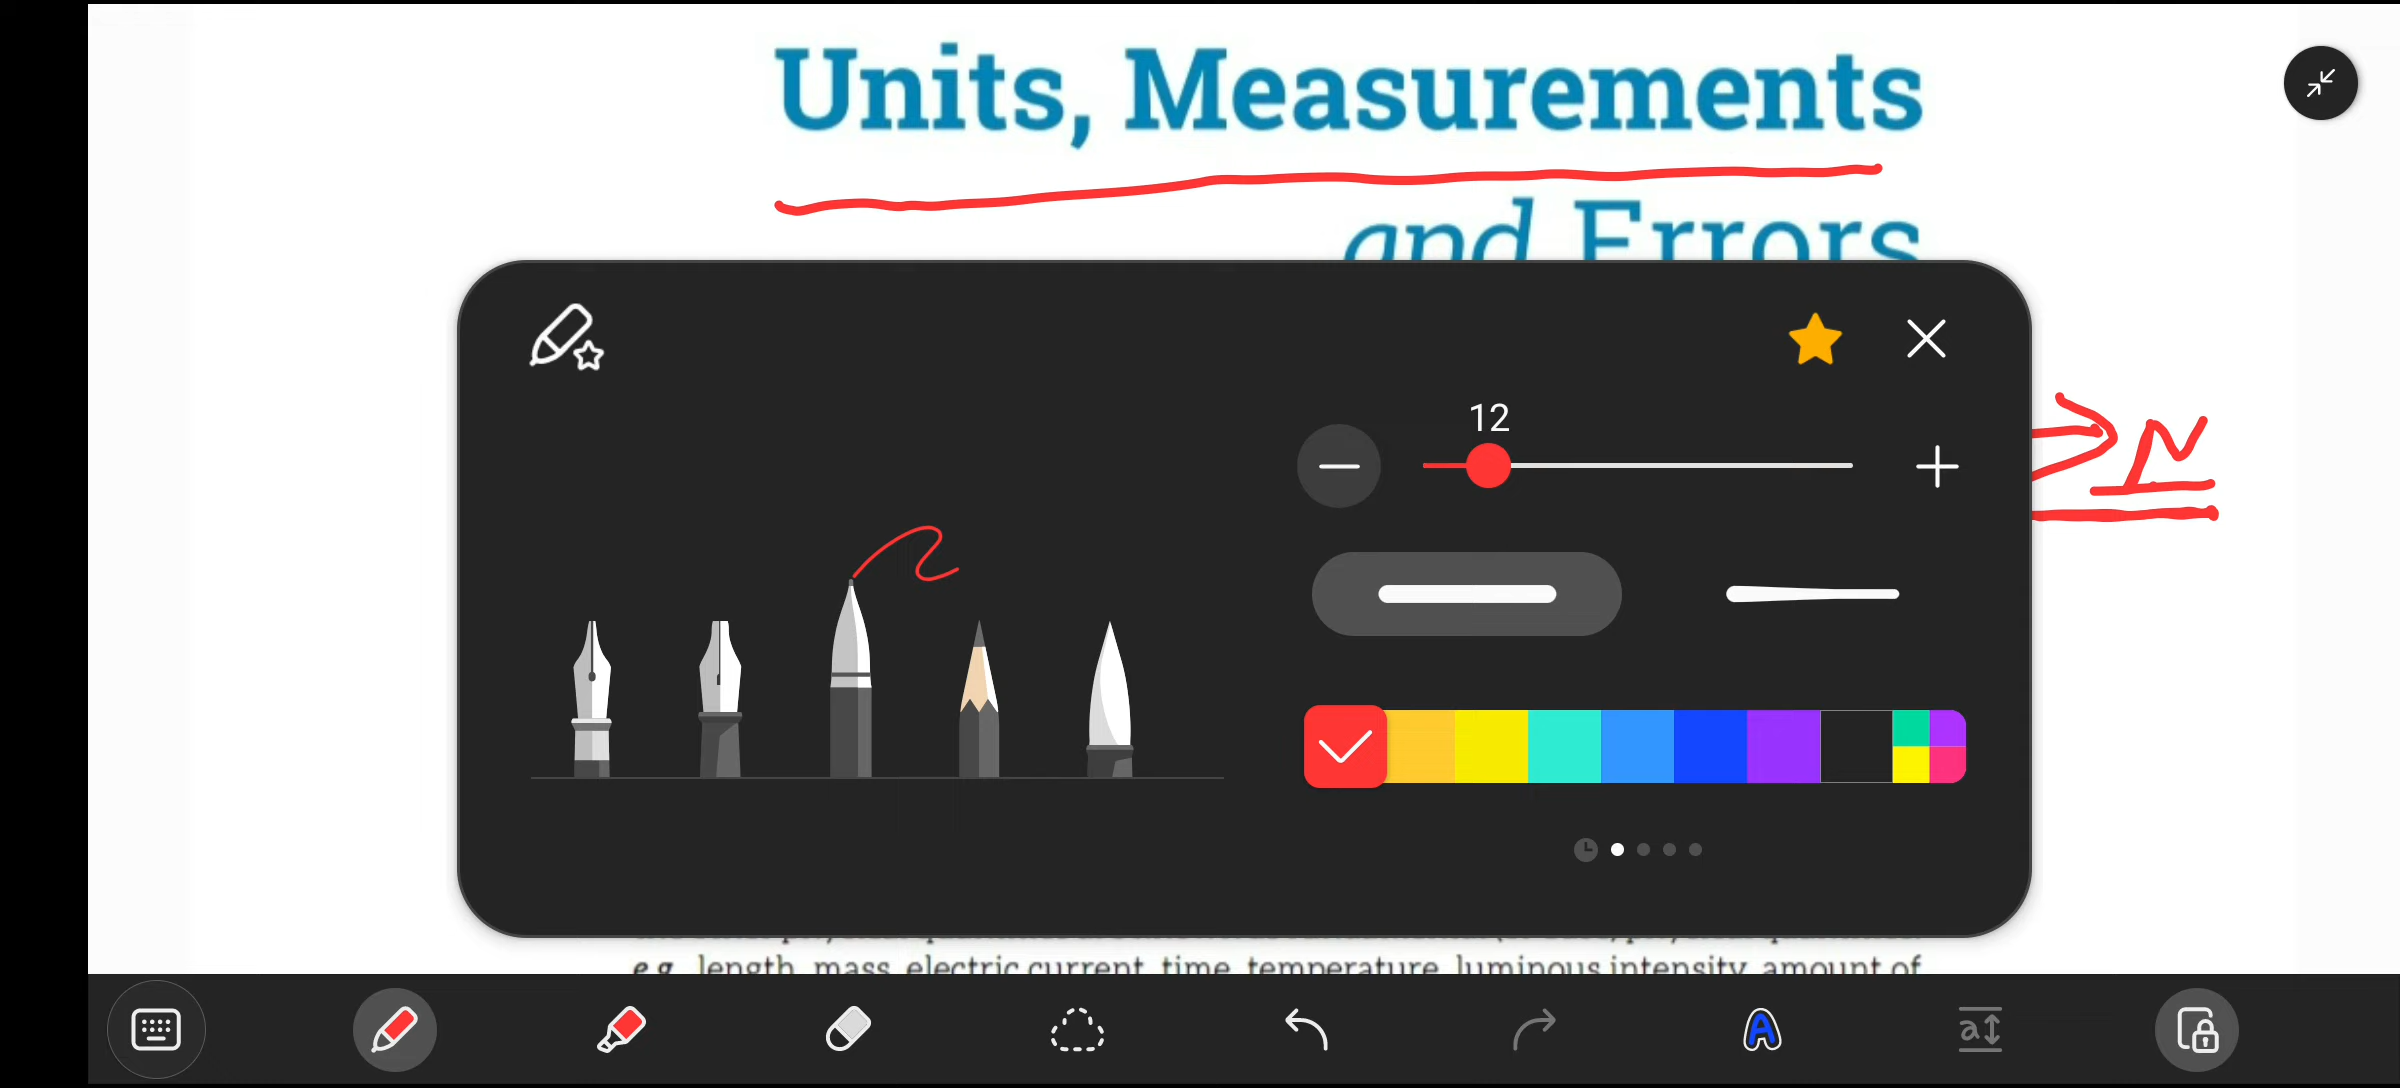 Units, Measurements
and Errors
12
N
e.g., length, mass, electric current, time, temperature, luminous intensity, amount of
A
a